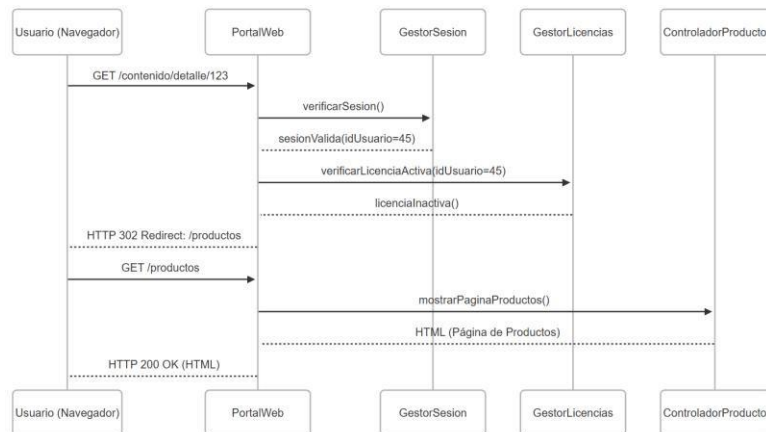 Usuario (Navegador)
PortalWeb
GestorSesion
GestorLicencias
ControladorProducto
GET /contenido/detalle/123
verificarSesion()
sesionValida(idUsuario=45)
verificarLicenciaActiva(idUsuario=45)
licenciaInactiva()
HTTP 302 Redirect: /productos
GET /productos
mostrarPaginaProductos()
HTML (Página de Productos)
HTTP 200 OK (HTML)
Usuario (Navegador)
PortalWeb
GestorSesion
GestorLicencias
ControladorProducto